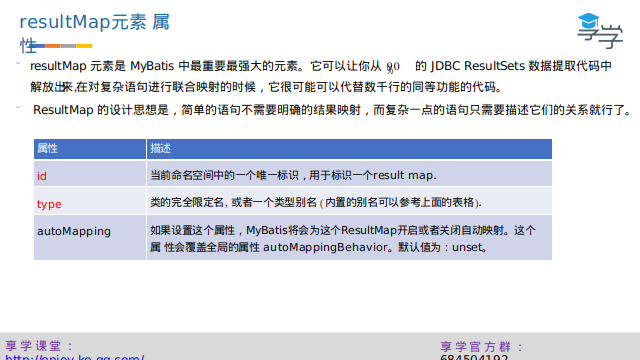 resultMap元素 属
性
学学
resultMap 元素是 MyBatis 中最重要最强大的元素。它可以让你从 90% 的 JDBC ResultSets 数据提取代码中
解放出来,在对复杂语句进行联合映射的时候，它很可能可以代替数千行的同等功能的代码。
ResultMap 的设计思想是，简单的语句不需要明确的结果映射，而复杂一点的语句只需要描述它们的关系就行了。
属性 描述
id 当前命名空间中的一个唯一标识，用于标识一个result map.
type 类的完全限定名, 或者一个类型别名 (内置的别名可以参考上面的表格).
autoMapping 如果设置这个属性，MyBatis将会为这个ResultMap开启或者关闭自动映射。这个
属 性会覆盖全局的属性 autoMappingBehavior。默认值为：unset。
享学课堂：
http://enjoy.ke.qq.com/
享学官方群：
684504192